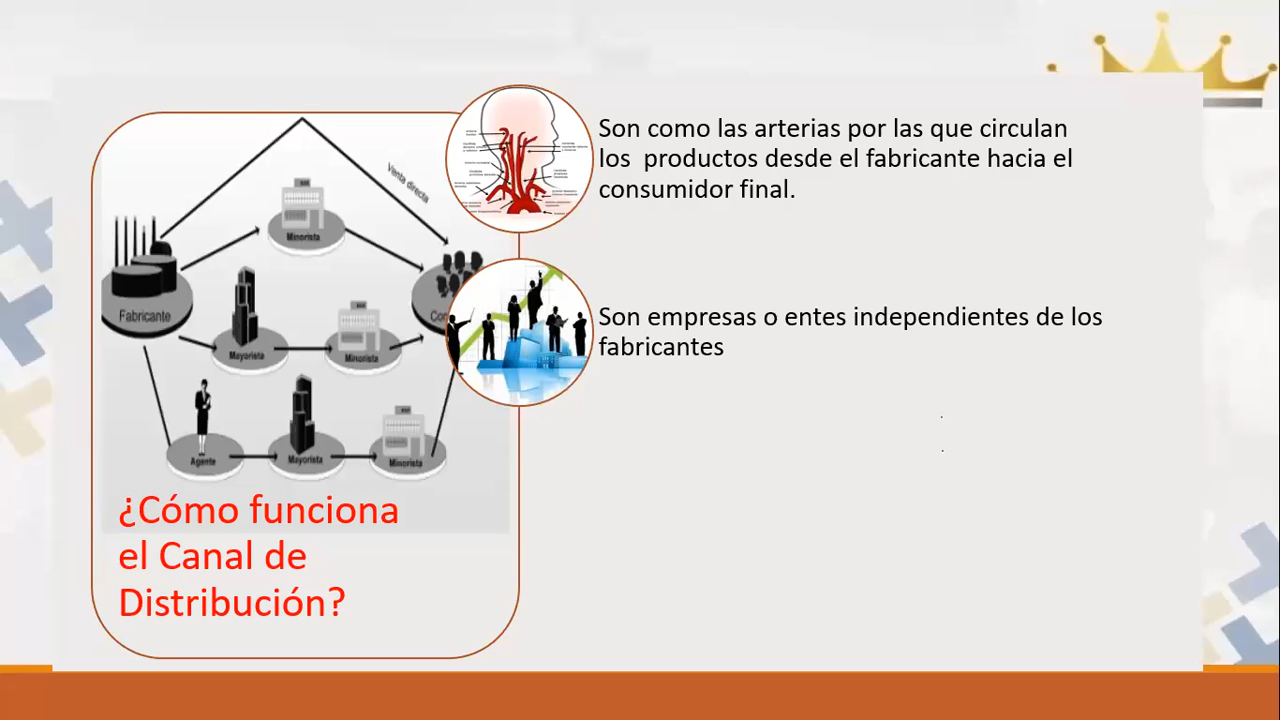 Venta directa
Minorista
Fabricante
Mayorista
Minorista
Agente
Mayorista
Minorista
¿Cómo funciona
el Canal de
Distribución?
Son como las arterias por las que circulan
los productos desde el fabricante hacia el
consumidor final.
Son empresas o entes independientes de los
fabricantes